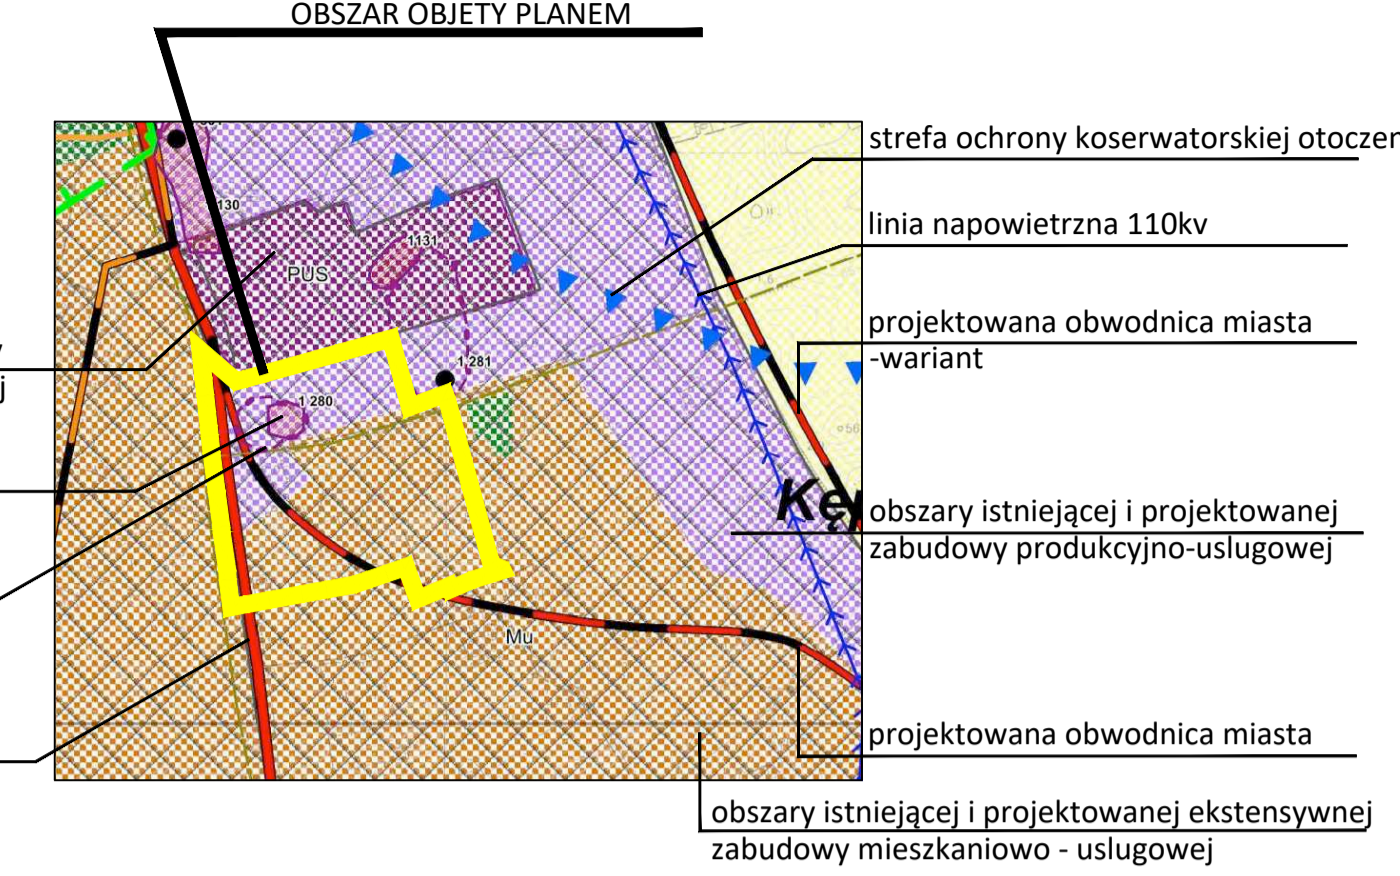 OBSZAR OBJETY PLANEM
strefa ochrony koserwatorskiej otoczen
130
linia napowietrzna 110kv
1131
PUS
projektowana obwodnica miasta
-wariant
1,281
j
1 280
Kęp
obszary istniejącej i projektowanej
zabudowy produkcyjno-uslugowej
Mu
projektowana obwodnica miasta
obszary istniejącej i projektowanej ekstensywnej
zabudowy mieszkaniowo - uslugowej